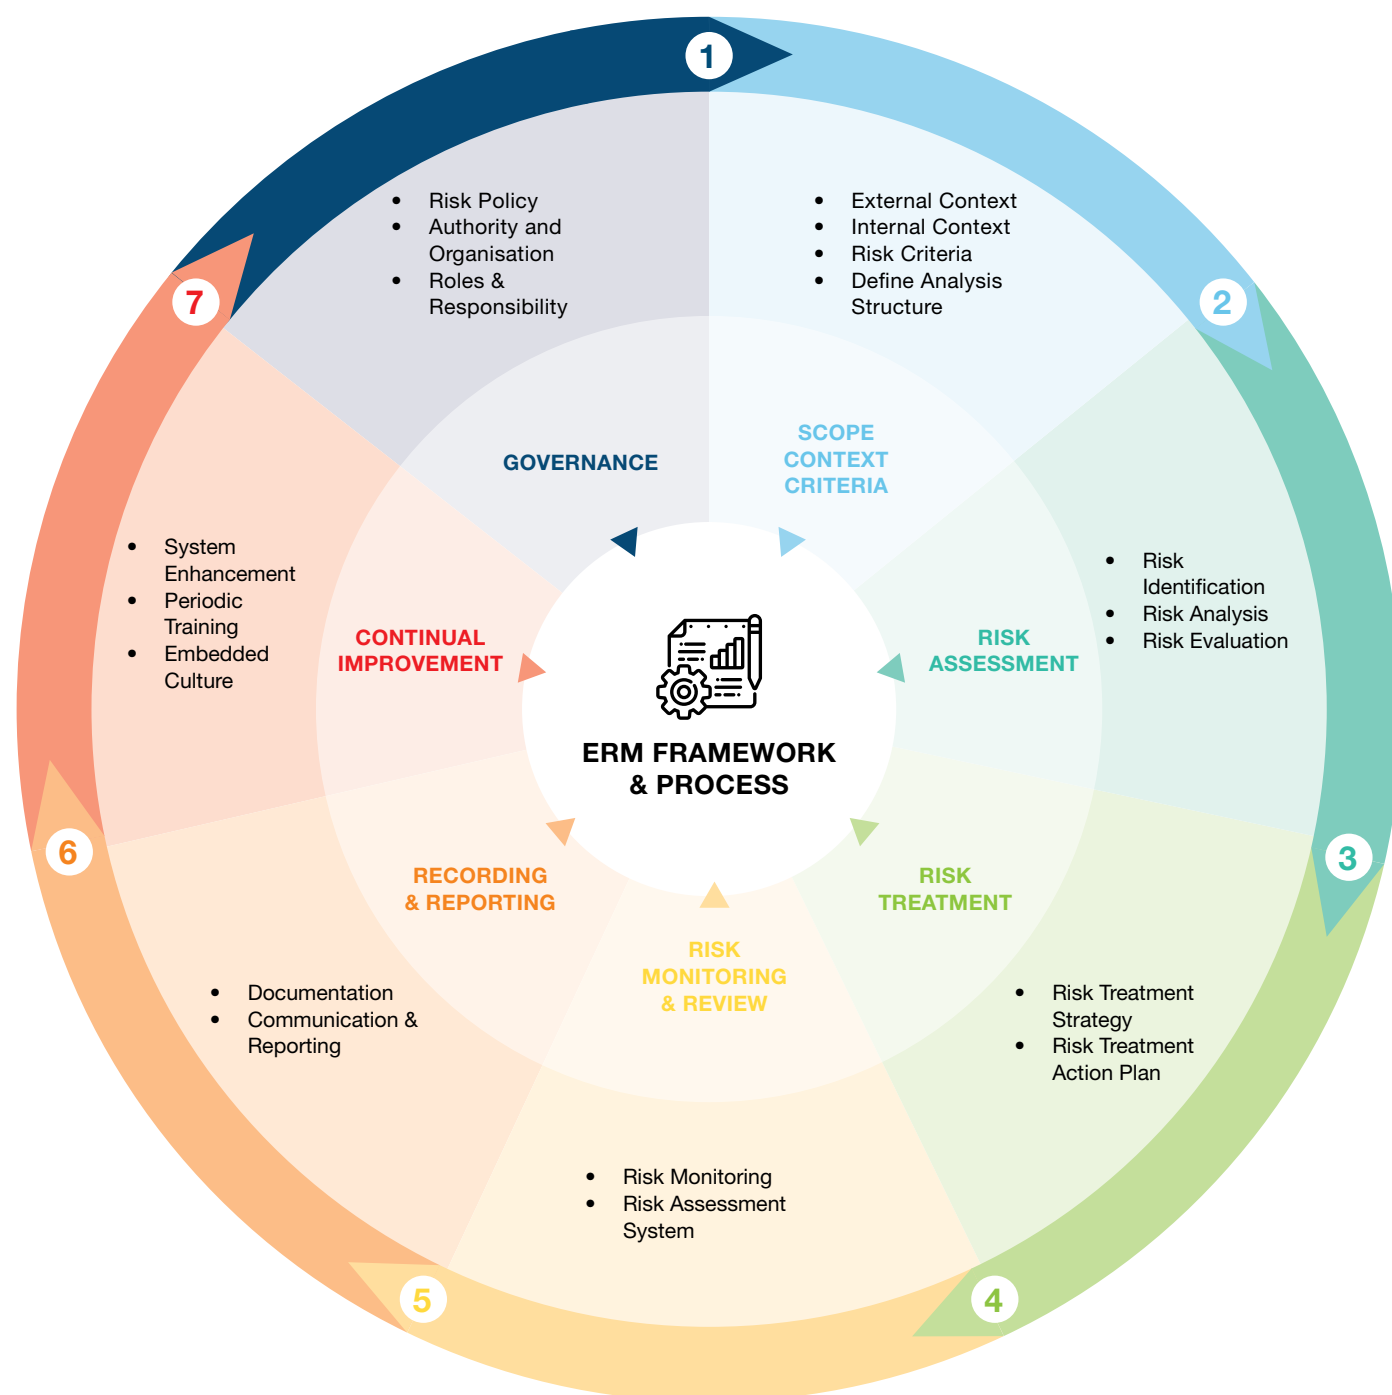 1
• Risk Policy
• Authority and
Organisation
• Roles &
Responsibility
GOVERNANCE
2
• External Context
• Internal Context
• Risk Criteria
• Define Analysis
Structure
SCOPE
CONTEXT
CRITERIA
3
• Risk
Identification
• Risk Analysis
• Risk Evaluation
RISK
ASSESSMENT
4
• Risk Treatment
Strategy
• Risk Treatment
Action Plan
RISK
TREATMENT
5
• Risk Monitoring
• Risk Assessment
System
RISK
MONITORING
& REVIEW
6
• Documentation
• Communication &
Reporting
RECORDING
& REPORTING
7
• System
Enhancement
• Periodic
Training
• Embedded
Culture
CONTINUAL
IMPROVEMENT
ERM FRAMEWORK
& PROCESS